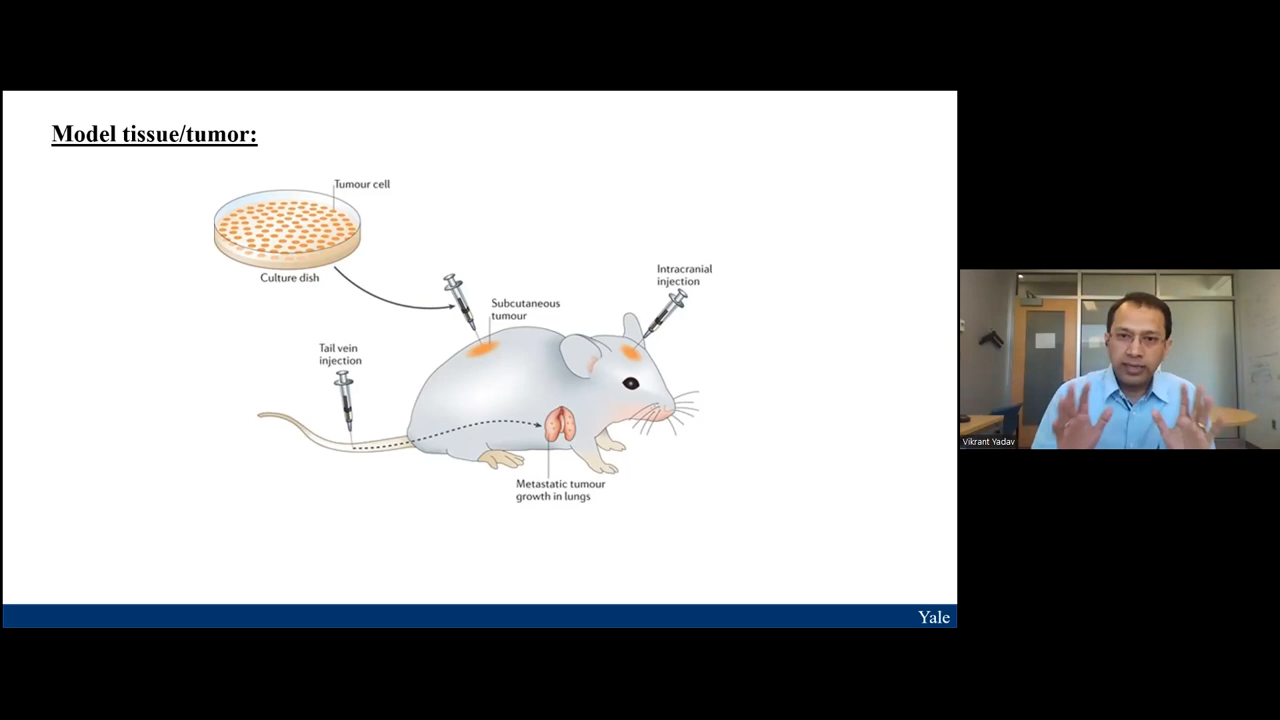 Model tissue/tumor:
Tumour cell
Culture dish
Intracranial
injection
Subcutaneous
tumour
Tail vein
injection
Metastatic tumour
growth in lungs
Vikrant Yadav
Yale